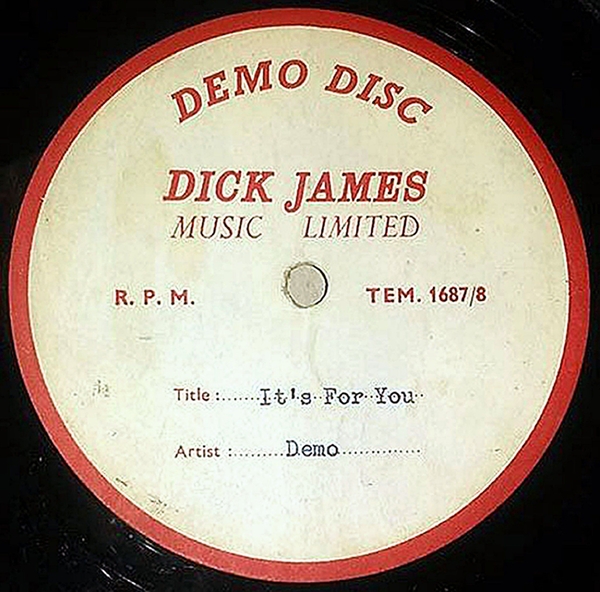 DEMO DISC
DICK JAMES
MUSIC LIMITED
R. P. M. TEM. 1687/8
Title :......It's For You..
Artist :.........Demo..............